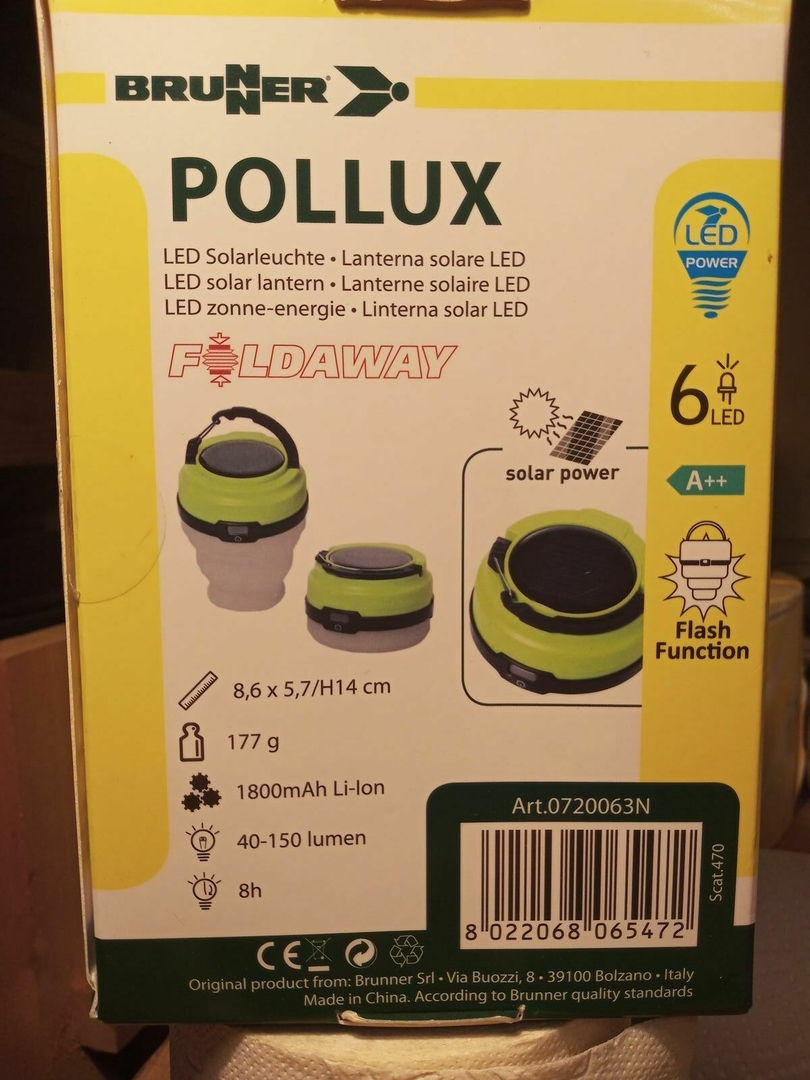 BRUNNER®
POLLUX
LED Solarleuchte • Lanterna solare LED
LED solar lantern • Lanterne solaire LED
LED zonne-energie • Linterna solar LED
FOLDAWAY
LED
POWER
6 LED
A++
solar power
Flash
Function
8,6 x 5,7/H14 cm
177 g
1800mAh Li-Ion
40-150 lumen
8h
Art.0720063N
8 022068 065472
Scat.470
CE
Original product from: Brunner Srl • Via Buozzi, 8 • 39100 Bolzano • Italy
Made in China. According to Brunner quality standards